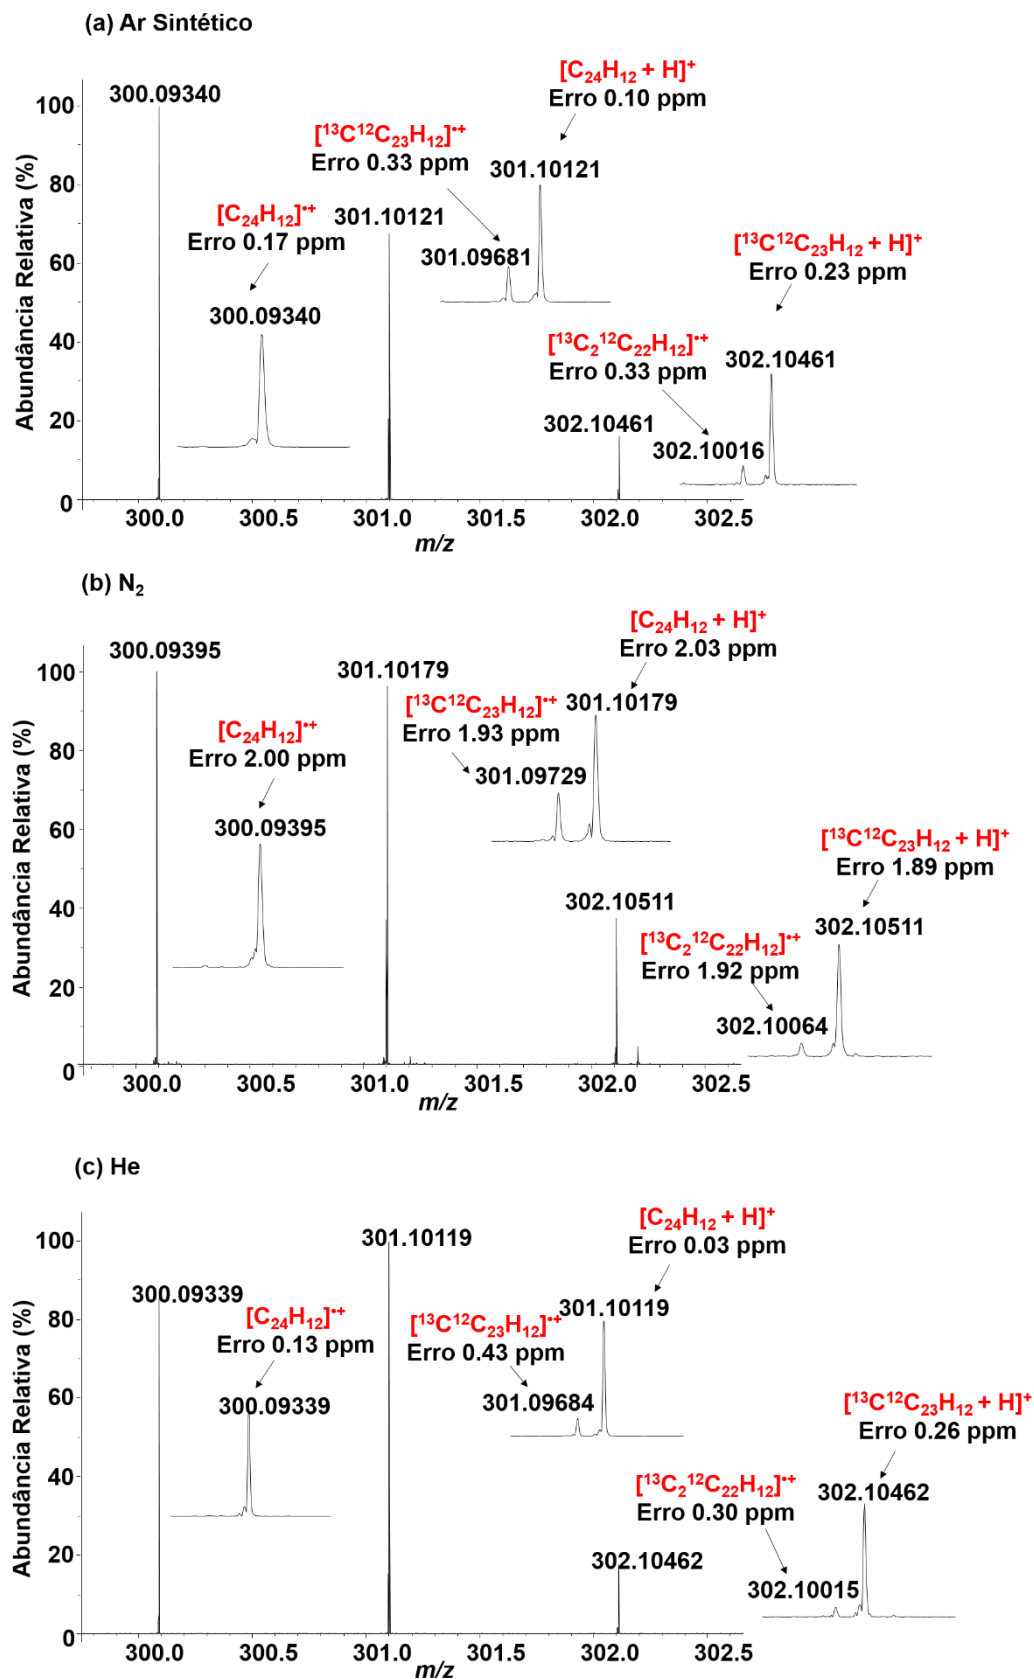 (a) Ar Sintético
[C₂₄H₁₂ + H]⁺
Erro 0.10 ppm
300.09340
[¹³C¹²C₂₃H₁₂]•⁺
Erro 0.33 ppm
301.10121
[C₂₄H₁₂]•⁺
Erro 0.17 ppm
301.10121
301.09681
[¹³C¹²C₂₃H₁₂ + H]⁺
Erro 0.23 ppm
300.09340
[¹³C₂¹²C₂₂H₁₂]•⁺
Erro 0.33 ppm
302.10461
302.10461
302.10016
Abundância Relativa (%)
100
80
60
40
20
0
300.0 300.5 301.0 301.5 302.0 302.5
m/z
(b) N₂
[C₂₄H₁₂ + H]⁺
Erro 2.03 ppm
300.09395
301.10179
[¹³C¹²C₂₃H₁₂]•⁺
Erro 1.93 ppm
301.10179
[C₂₄H₁₂]•⁺
Erro 2.00 ppm
301.09729
300.09395
[¹³C¹²C₂₃H₁₂ + H]⁺
Erro 1.89 ppm
302.10511
302.10511
[¹³C₂¹²C₂₂H₁₂]•⁺
Erro 1.92 ppm
302.10064
Abundância Relativa (%)
100
80
60
40
20
0
300.0 300.5 301.0 301.5 302.0 302.5
m/z
(c) He
[C₂₄H₁₂ + H]⁺
Erro 0.03 ppm
301.10119
300.09339
[C₂₄H₁₂]•⁺
Erro 0.13 ppm
301.10119
[¹³C¹²C₂₃H₁₂]•⁺
Erro 0.43 ppm
301.09684
300.09339
[¹³C¹²C₂₃H₁₂ + H]⁺
Erro 0.26 ppm
[¹³C₂¹²C₂₂H₁₂]•⁺
Erro 0.30 ppm
302.10462
302.10462
302.10015
Abundância Relativa (%)
100
80
60
40
20
0
300.0 300.5 301.0 301.5 302.0 302.5
m/z